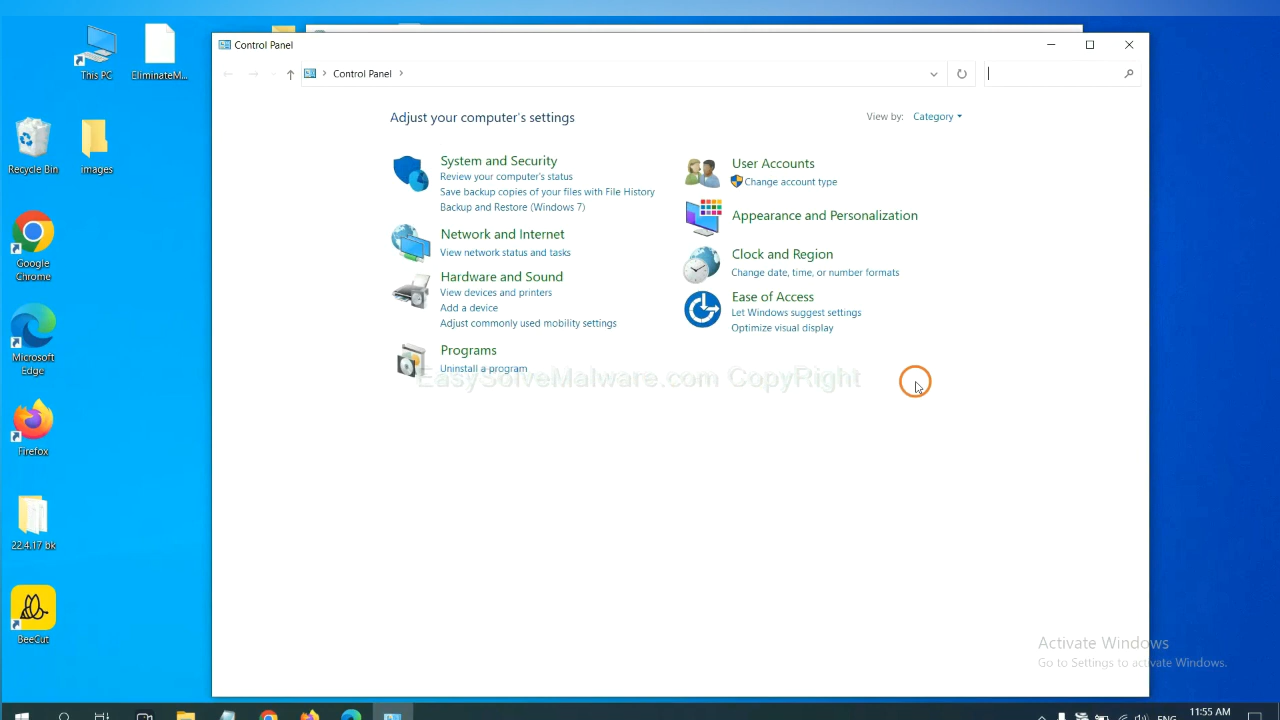 This PC
EliminateM...
Recycle Bin
images
Google
Chrome
Microsoft
Edge
Firefox
22.4.17 bk
BeeCut
Control Panel
Control Panel
Adjust your computer's settings
View by: Category
System and Security
Review your computer's status
Save backup copies of your files with File History
Backup and Restore (Windows 7)
Network and Internet
View network status and tasks
Hardware and Sound
View devices and printers
Add a device
Adjust commonly used mobility settings
Programs
Uninstall a program
User Accounts
Change account type
Appearance and Personalization
Clock and Region
Change date, time, or number formats
Ease of Access
Let Windows suggest settings
Optimize visual display
EasySolveMalware.com CopyRight
Activate Windows
Go to Settings to activate Windows.
ENG
11:55 AM